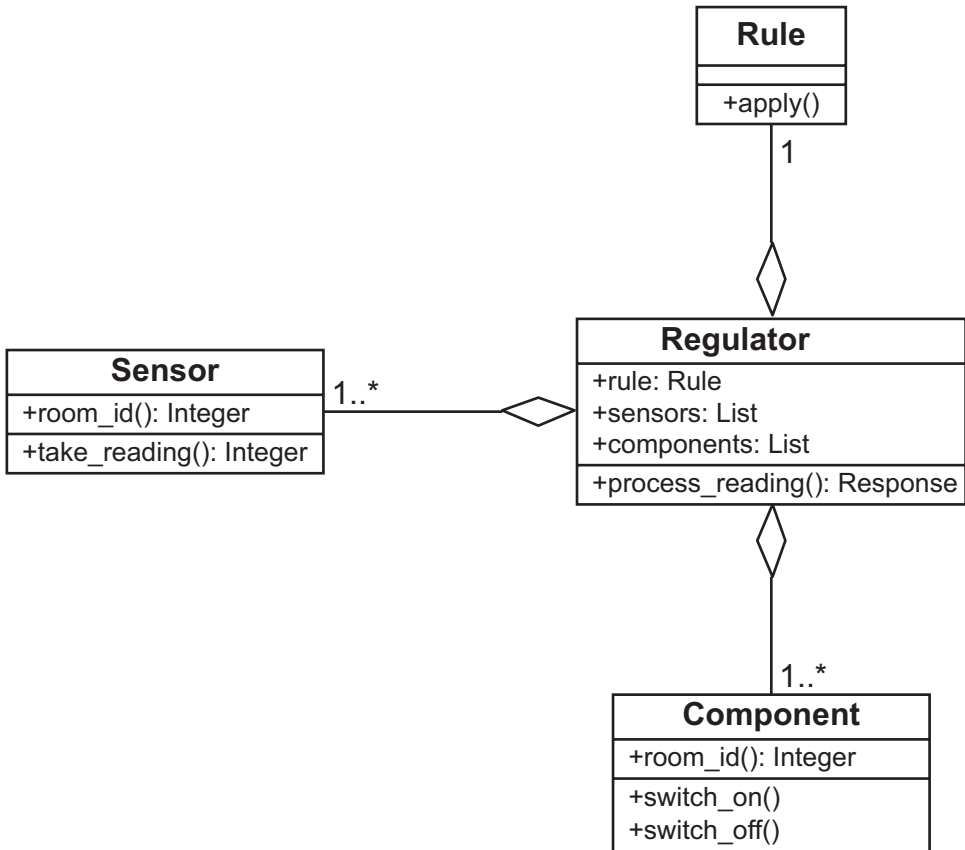 Rule
+apply()
1
Regulator
+rule: Rule
+sensors: List
+components: List
+process_reading(): Response
Sensor
+room_id(): Integer
+take_reading(): Integer
1..*
1..*
Component
+room_id(): Integer
+switch_on()
+switch_off()